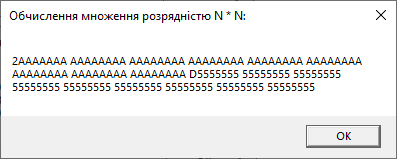 Обчислення множення розрядністю N * N:
2AAAAAAA AAAAAAAA AAAAAAAA AAAAAAAA AAAAAAAA AAAAAAAA
AAAAAAAA AAAAAAAA AAAAAAAA D5555555 55555555 55555555
55555555 55555555 55555555 55555555 55555555 55555555
OK